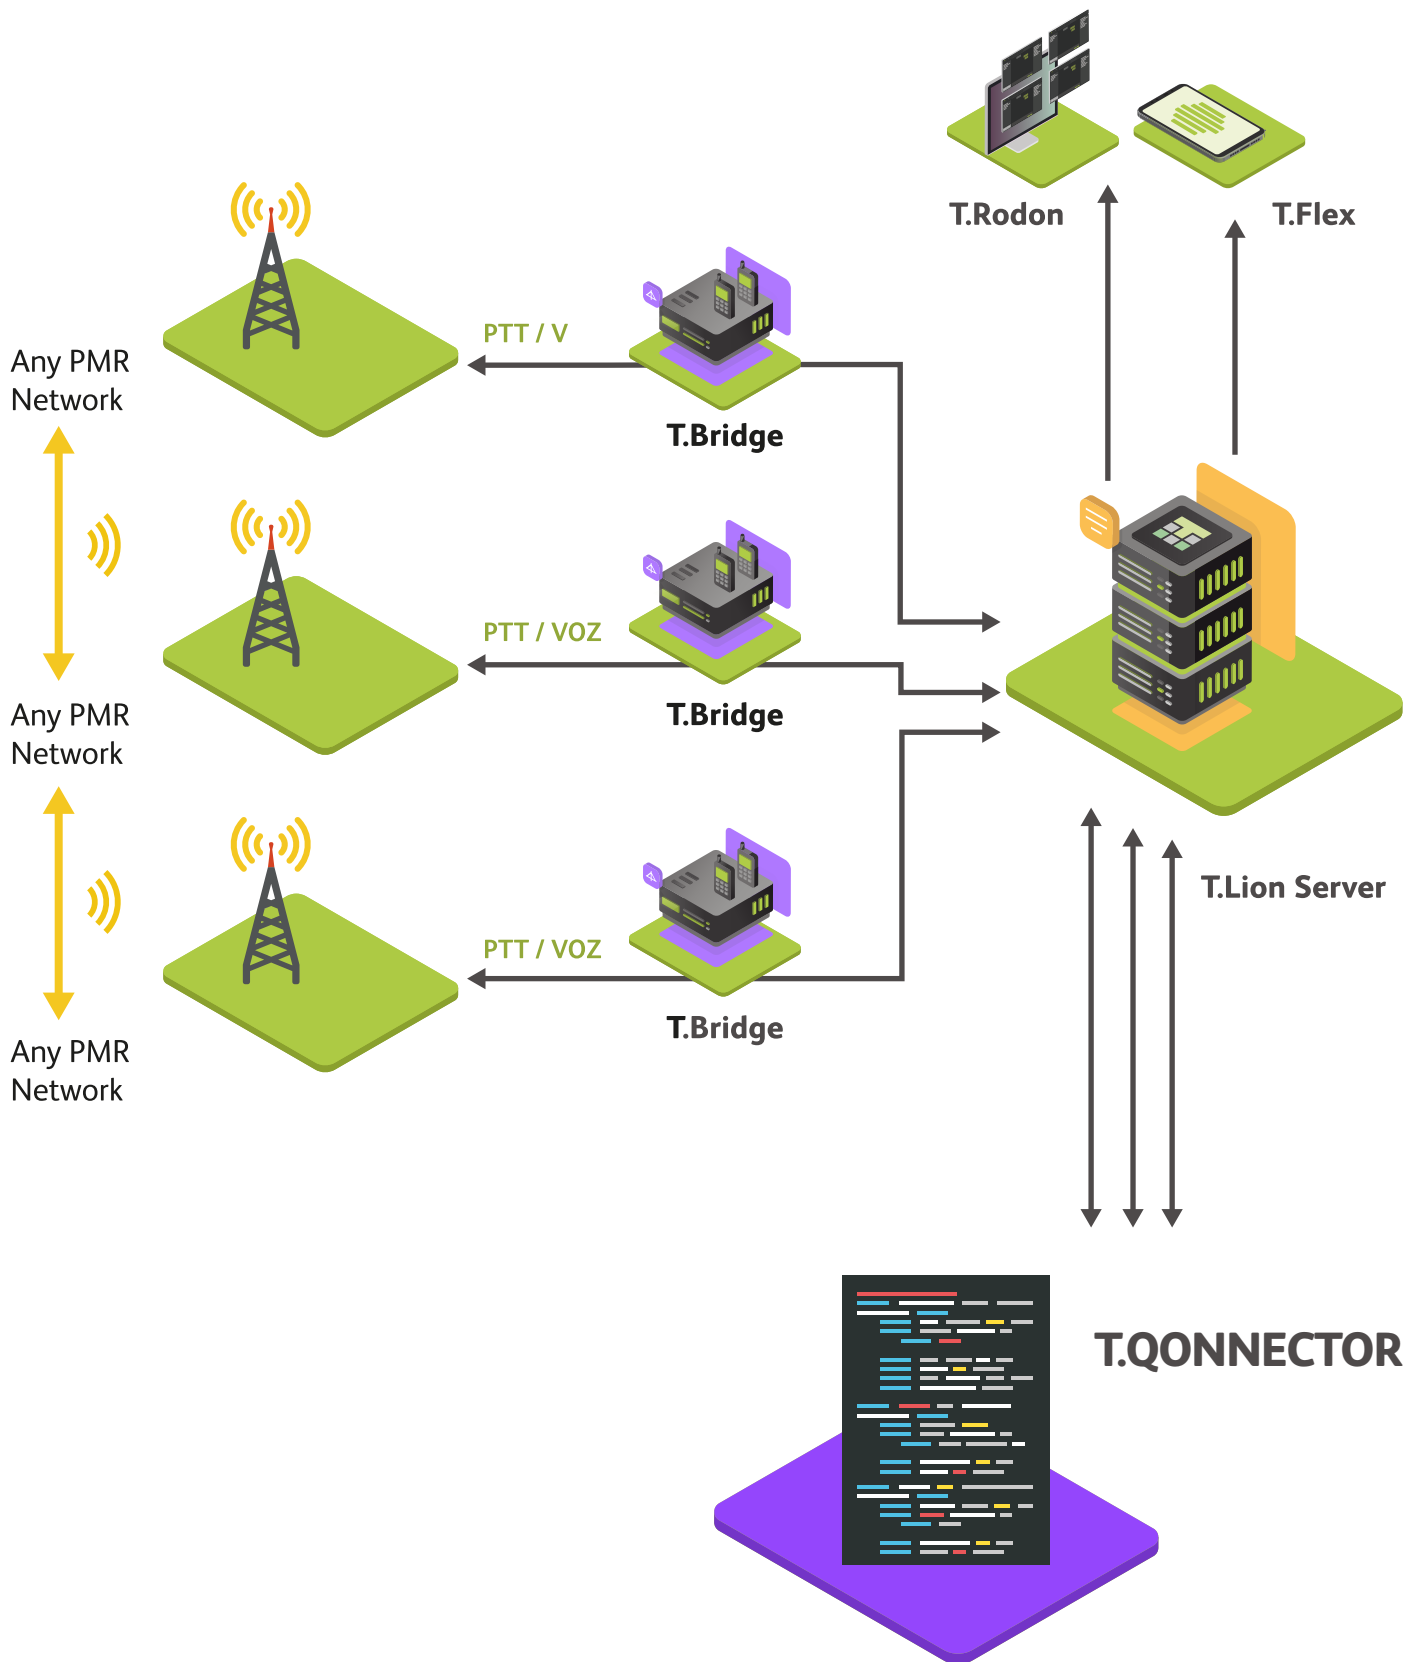 T.Rodon
T.Flex
PTT / V
Any PMR
Network
T.Bridge
PTT / VOZ
Any PMR
Network
T.Bridge
T.Lion Server
PTT / VOZ
T.Bridge
Any PMR
Network
T.QONNECTOR